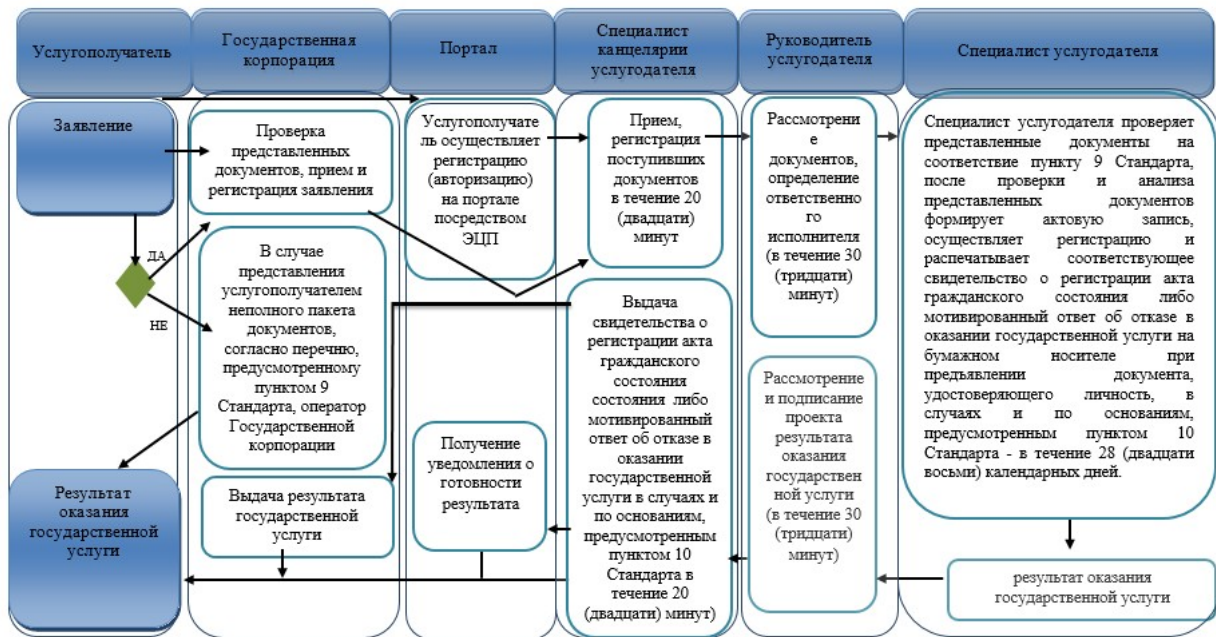 Услугополучатель
Государственная
корпорация
Портал
Специалист
канцелярии
услугодателя
Руководитель
услугодателя
Специалист услугодателя
Заявление
ДА
НЕ
Результат
оказания
государственной
услуги
Проверка
представленных
документов, прием и
регистрация заявления
В случае
представления
услугополучателем
неполного пакета
документов,
согласно перечню,
предусмотренному
пунктом 9
Стандарта, оператор
Государственной
корпорации
Выдача результата
государственной
услуги
Услугополучате
ль осуществляет
регистрацию
(авторизацию)
на портале
посредством
ЭЦП
Получение
уведомления о
готовности
результата
Прием,
регистрация
поступивших
документов
в течение 20
(двадцати)
минут
Выдача
свидетельства о
регистрации акта
гражданского
состояния
состояния либо
мотивированный
ответ об отказе в
оказании
государственной
услуги в случаях и
по основаниям,
предусмотренным
пунктом 10
Стандарта в
течение 20
(двадцати) минут)
Рассмотрени
е
документов,
определение
ответственног
о
исполнителя
(в течение 30
(тридцати)
минут)
Рассмотрение
и подписание
проекта
результата
оказания
государствен
ной услуги
(в течение 30
(тридцати)
минут)
Специалист услугодателя проверяет
представленные документы на
соответствие пункту 9 Стандарта,
после проверки и анализа
представленных документов
формирует актовую запись,
осуществляет регистрацию и
распечатывает соответствующее
свидетельство о регистрации акта
гражданского состояния либо
мотивированный ответ об отказе в
оказании государственной услуги на
бумажном носителе при
предъявлении документа,
удостоверяющего личность, в
случаях и по основаниям,
предусмотренным пунктом 10
Стандарта - в течение 28 (двадцати
восьми) календарных дней.
результат оказания
государственной услуги